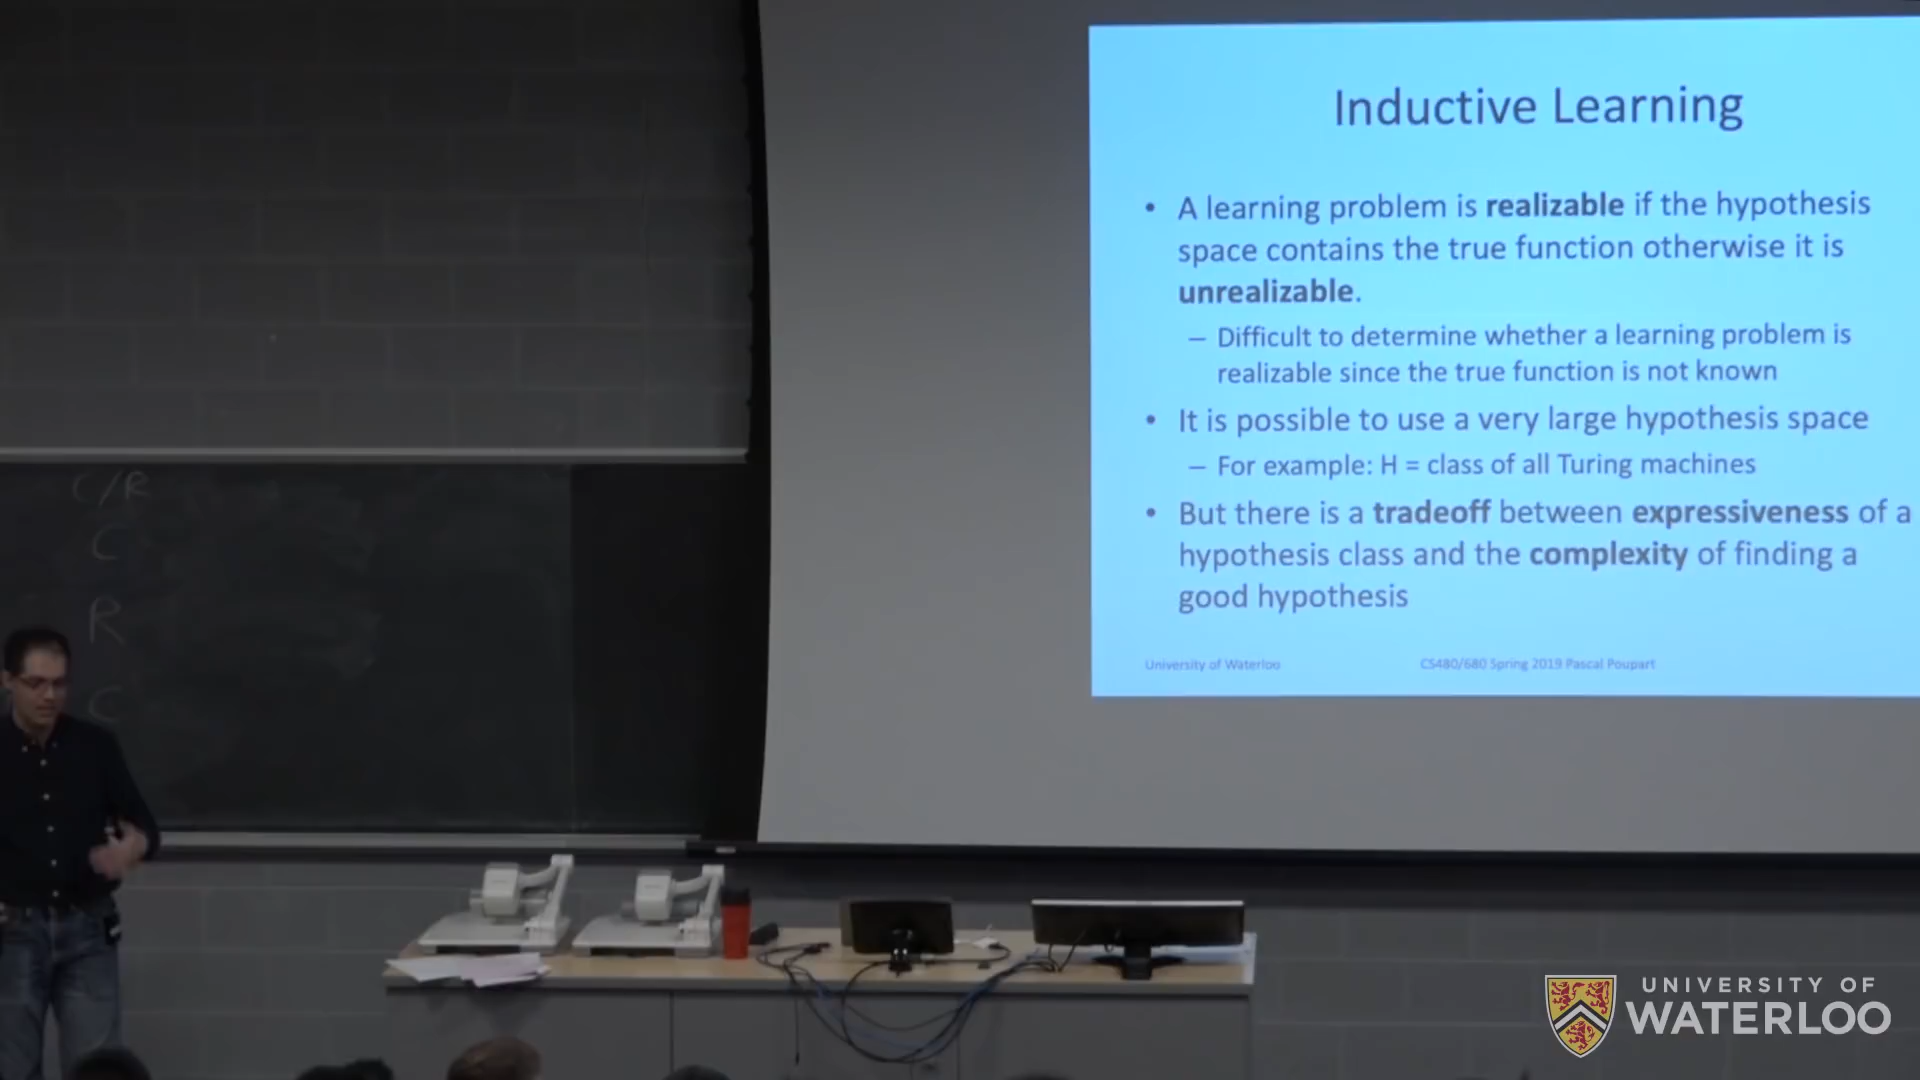 Inductive Learning
• A learning problem is realizable if the hypothesis
space contains the true function otherwise it is
unrealizable.
– Difficult to determine whether a learning problem is
realizable since the true function is not known
• It is possible to use a very large hypothesis space
– For example: H = class of all Turing machines
• But there is a tradeoff between expressiveness of a
hypothesis class and the complexity of finding a
good hypothesis
University of Waterloo
CS480/680 Spring 2019 Pascal Poupart
C/R
C
R
C
UNIVERSITY OF
WATERLOO